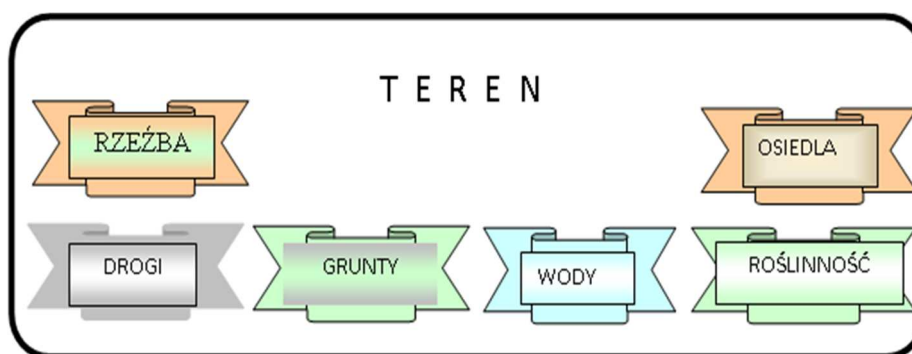 TEREN
RZEŹBA
OSIEDLA
DROGI
GRUNTY
WODY
ROŚLINNOŚĆ